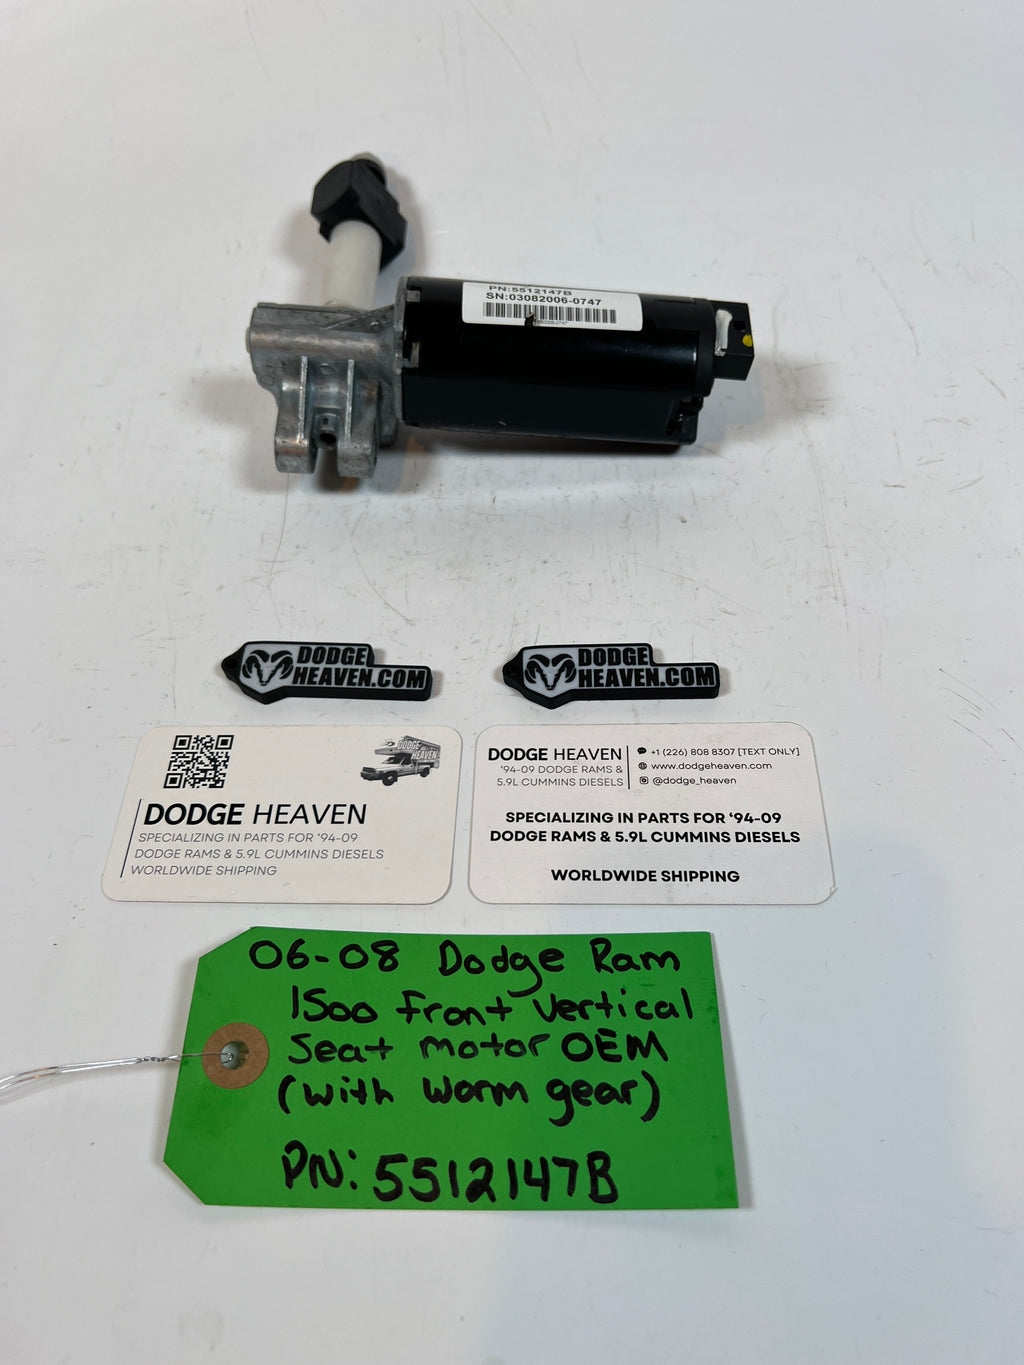 PN:5512147B
SN:03082006-0747
DODGE
HEAVEN.COM
DODGE
HEAVEN.COM
DODGE
HEAVEN
DODGE HEAVEN
SPECIALIZING IN PARTS FOR '94-09
DODGE RAMS & 5.9L CUMMINS DIESELS
WORLDWIDE SHIPPING
DODGE HEAVEN
'94-09 DODGE RAMS &
5.9L CUMMINS DIESELS
+1 (226) 808 8307 [TEXT ONLY]
www.dodgeheaven.com
@dodge_heaven
SPECIALIZING IN PARTS FOR '94-09
DODGE RAMS & 5.9L CUMMINS DIESELS
WORLDWIDE SHIPPING
06-08 Dodge Ram
1500 Front Vertical
Seat motor OEM
(with worm gear)
PN: 5512147B